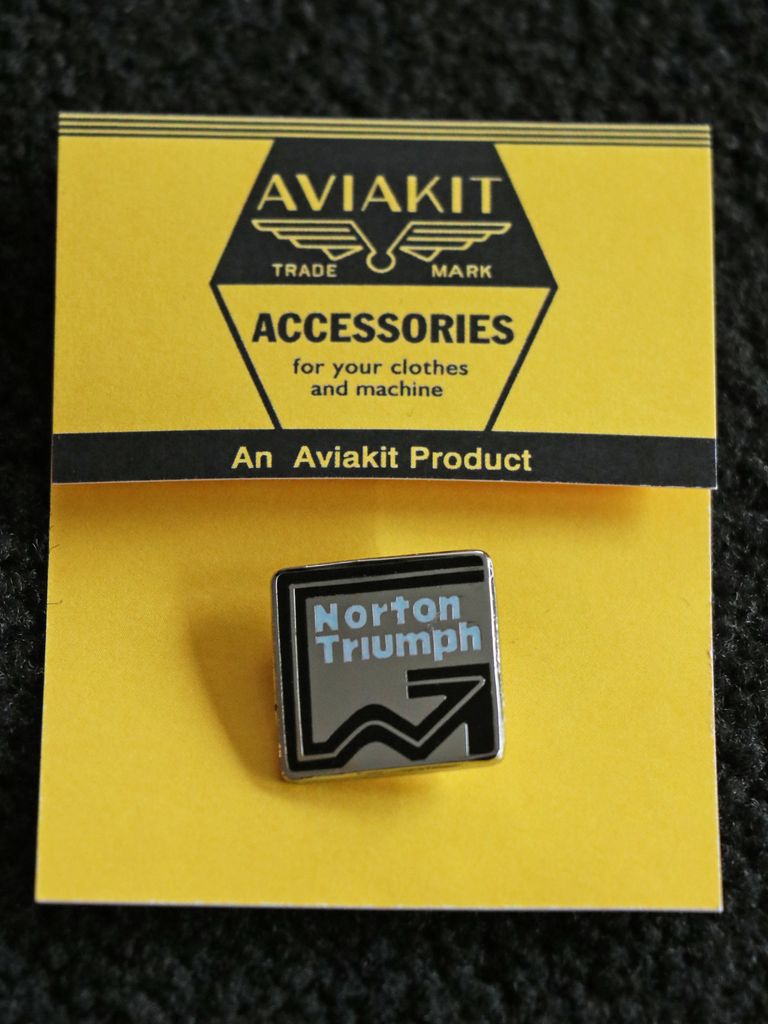 AVIAKIT
TRADE MARK
ACCESSORIES
for your clothes
and machine
An Aviakit Product
Norton
Triumph